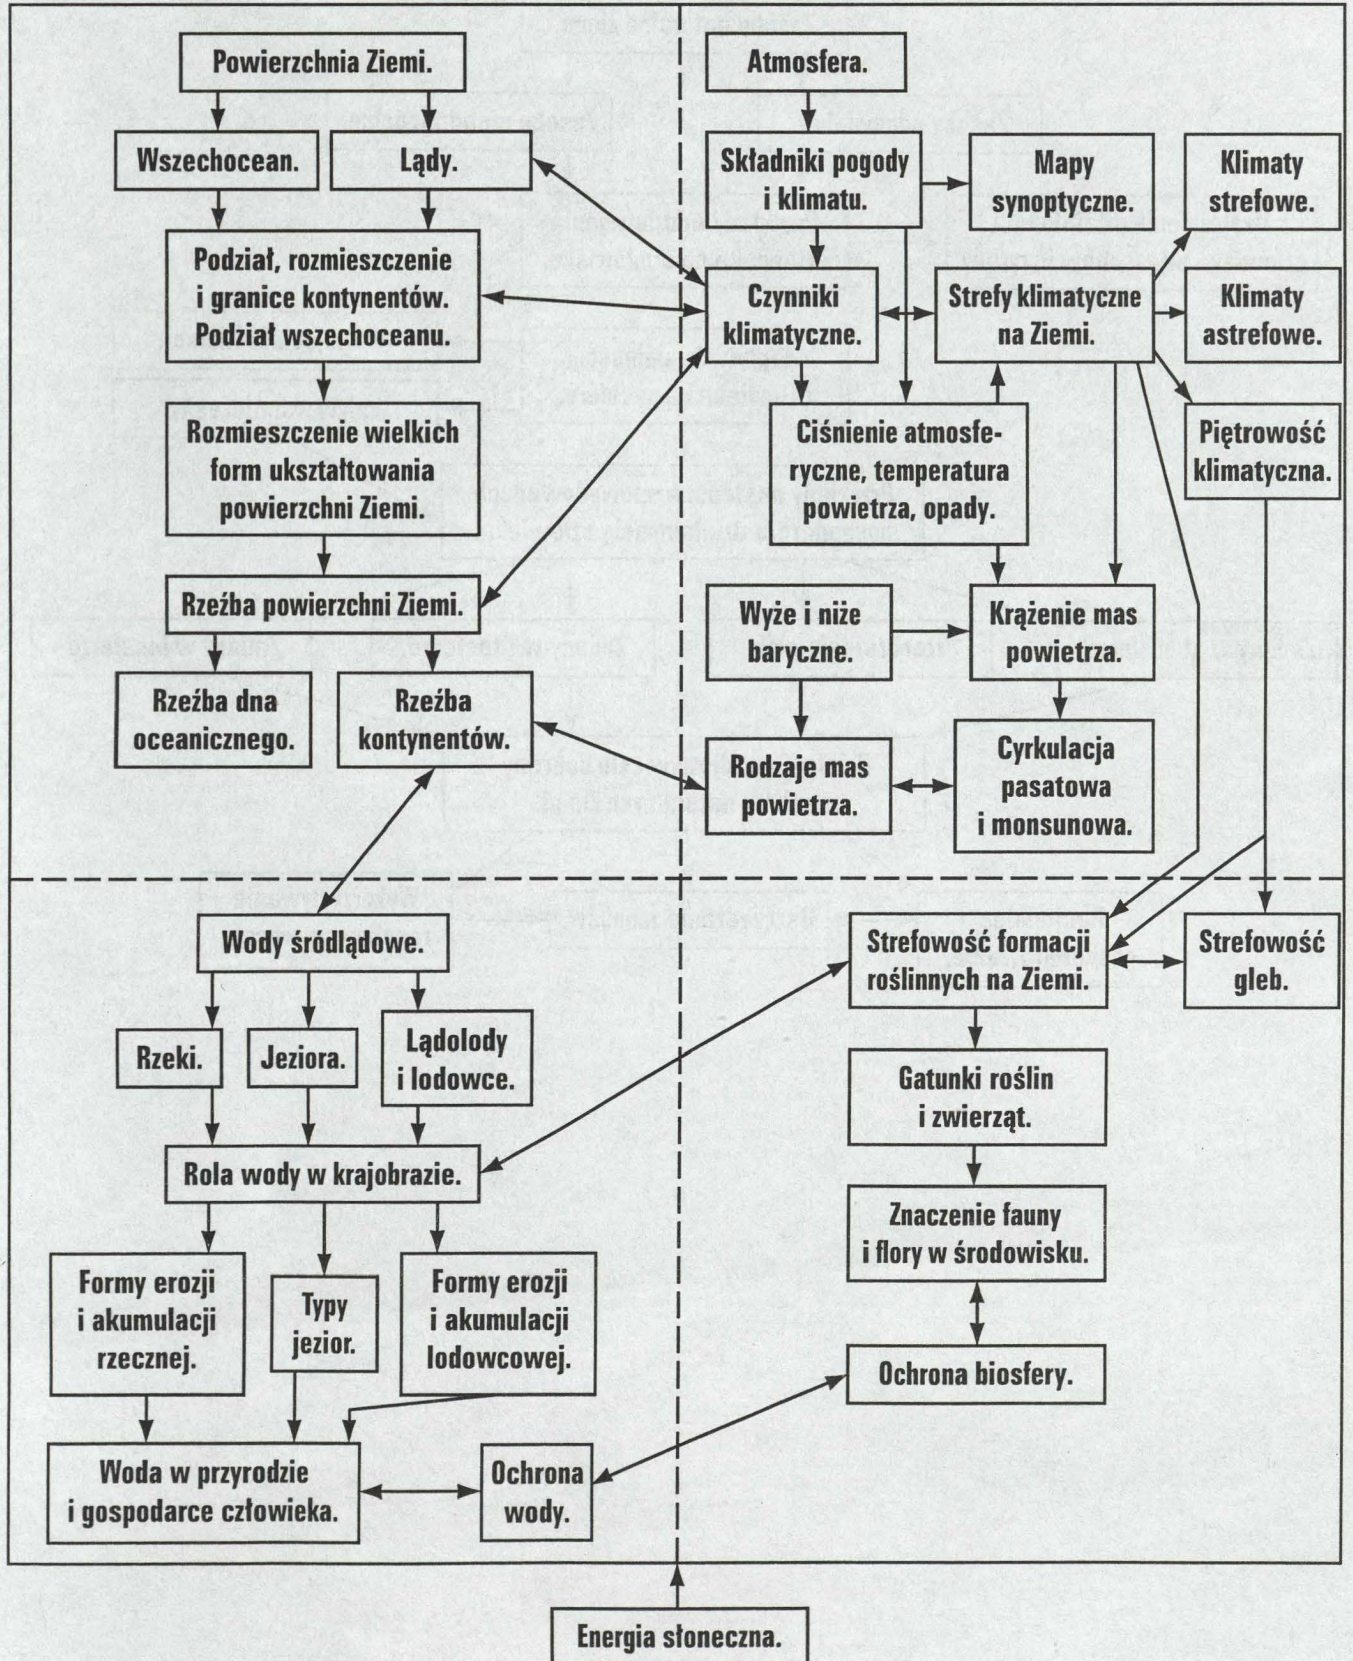 Powierzchnia Ziemi.
Wszechocean.
Lądy.
Podział, rozmieszczenie
i granice kontynentów.
Podział wszechoceanu.
Rozmieszczenie wielkich
form ukształtowania
powierzchni Ziemi.
Rzeźba powierzchni Ziemi.
Rzeźba dna
oceanicznego.
Rzeźba
kontynentów.
Atmosfera.
Składniki pogody
i klimatu.
Mapy
synoptyczne.
Klimaty
strefowe.
Czynniki
klimatyczne.
Strefy klimatyczne
na Ziemi.
Klimaty
astrefowe.
Ciśnienie atmosfe-
ryczne, temperatura
powietrza, opady.
Piętrowość
klimatyczna.
Wyże i niże
baryczne.
Krążenie mas
powietrza.
Rodzaje mas
powietrza.
Cyrkulacja
pasatowa
i monsunowa.
Wody śródlądowe.
Rzeki.
Jeziora.
Lądolody
i lodowce.
Rola wody w krajobrazie.
Formy erozji
i akumulacji
rzecznej.
Typy
jezior.
Formy erozji
i akumulacji
lodowcowej.
Woda w przyrodzie
i gospodarce człowieka.
Ochrona
wody.
Strefowość formacji
roślinnych na Ziemi.
Strefowość
gleb.
Gatunki roślin
i zwierząt.
Znaczenie fauny
i flory w środowisku.
Ochrona biosfery.
Energia słoneczna.